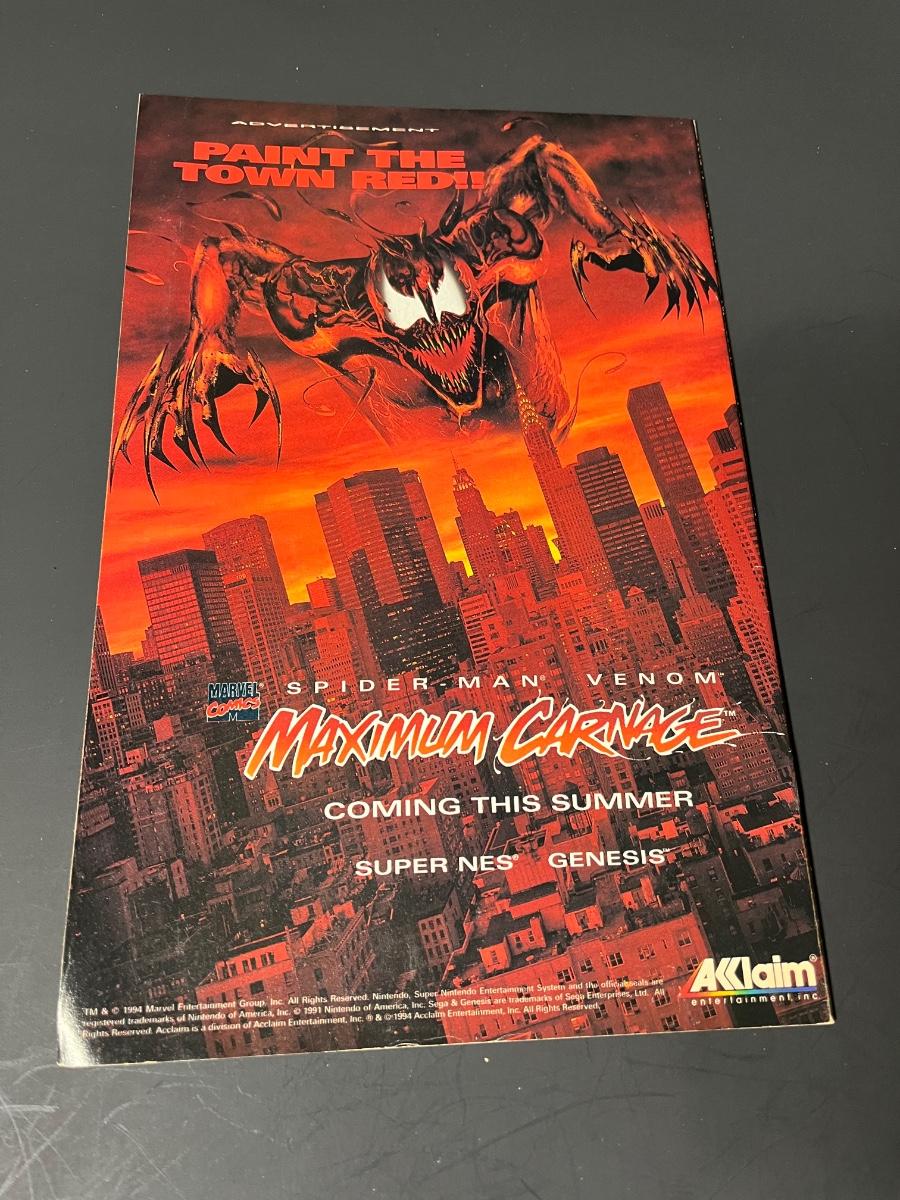 ADVERTISEMENT
PAINT THE
TOWN RED!!
MARVEL
COMICS
SPIDER-MAN® VENOM™
MAXIMUM CARNAGE™
COMING THIS SUMMER
SUPER NES® GENESIS™
AKKlaim®
entertainment, inc.
TM & © 1994 Marvel Entertainment Group, Inc. All Rights Reserved. Nintendo, Super Nintendo Entertainment System and the official seals are
registered trademarks of Nintendo of America, Inc. © 1991 Nintendo of America, Inc. Sega & Genesis are trademarks of Sega Enterprises, Ltd. All
Rights Reserved. Acclaim is a division of Acclaim Entertainment, Inc. ® & © 1994 Acclaim Entertainment, Inc. All Rights Reserved.